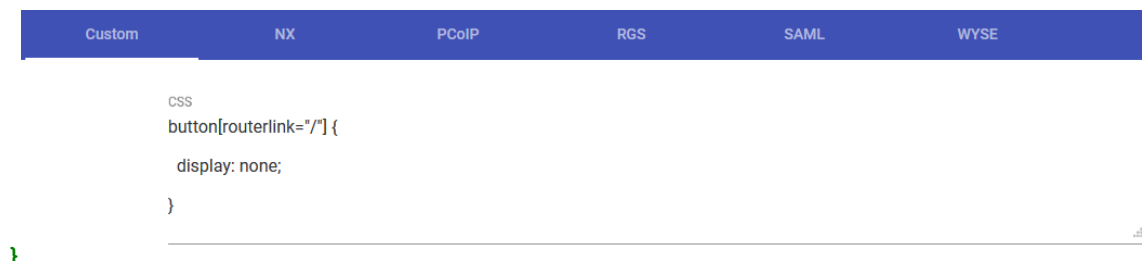 Custom NX PCoIP RGS SAML WYSE
CSS
button[routerlink="/"] {
display: none;
}
}